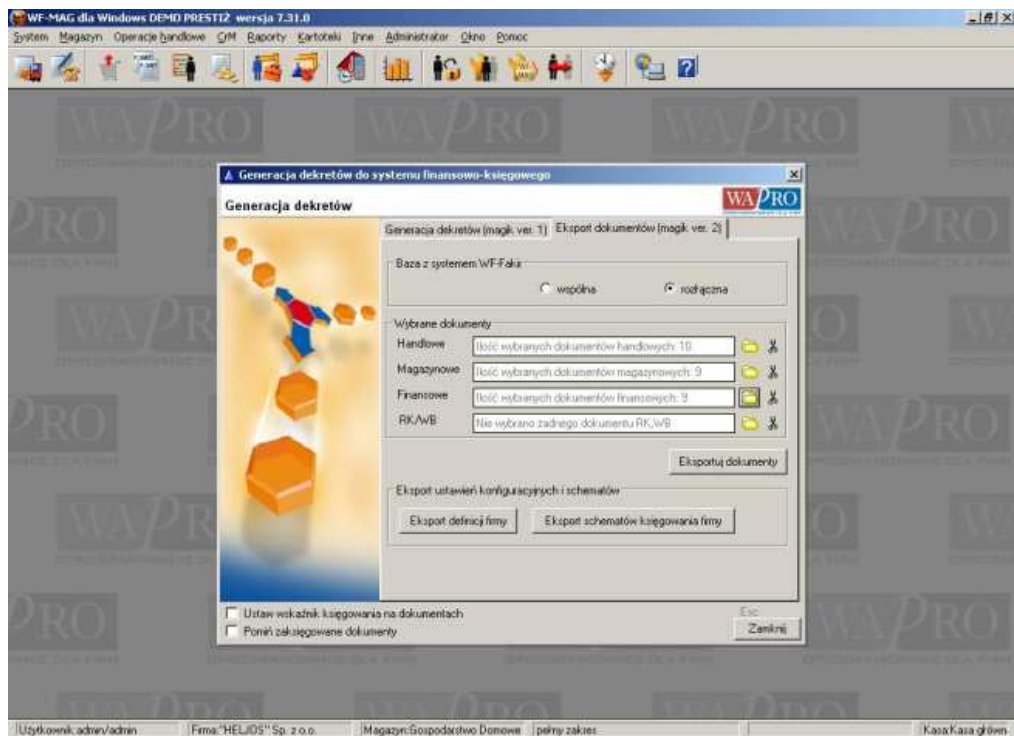 WF-MAG dla Windows DEMO PRESTIŻ wersja 7.31.0
System Magazyn Operacje handlowe CrM Raporty Kartoteki Inne Administrator Okno Pomoc
Generacja dekretów do systemu finansowo-księgowego
Generacja dekretów
WAPRO
Generacja dekretów (magik ver. 1) Eksport dokumentów (magik ver. 2)
Baza z systemem WF-Fakir
wspólna rozłączna
Wybrane dokumenty
Handlowe Ilość wybranych dokumentów handlowych: 10
Magazynowe Ilość wybranych dokumentów magazynowych: 9
Finansowe Ilość wybranych dokumentów finansowych: 9
RK/WB Nie wybrano żadnego dokumentu RK,WB
Eksportuj dokumenty
Eksport ustawień konfiguracyjnych i schematów
Eksport definicji firmy Eksport schematów księgowania firmy
Ustaw wskaźnik księgowania na dokumentach
Pomiń zaksięgowane dokumenty
Esc
Zamknij
Użytkownik: admin/admin Firma:"HELJOS" Sp. z o.o. Magazyn:Gospodarstwo Domowe pełny zakres Kasa:Kasa główn